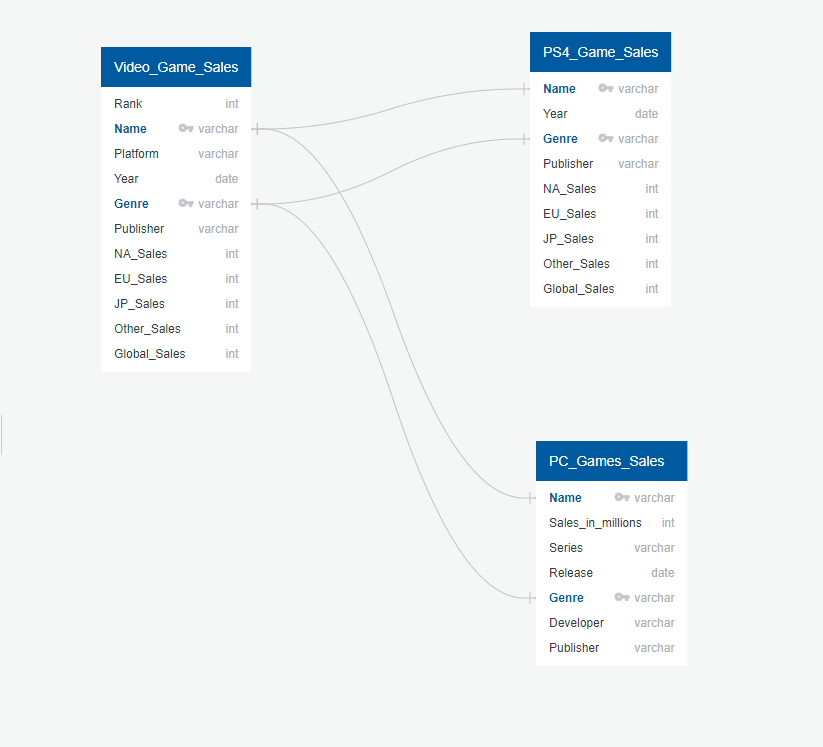 Video_Game_Sales
Rank int
Name varchar
Platform varchar
Year date
Genre varchar
Publisher varchar
NA_Sales int
EU_Sales int
JP_Sales int
Other_Sales int
Global_Sales int
PS4_Game_Sales
Name varchar
Year date
Genre varchar
Publisher varchar
NA_Sales int
EU_Sales int
JP_Sales int
Other_Sales int
Global_Sales int
PC_Games_Sales
Name varchar
Sales_in_millions int
Series varchar
Release date
Genre varchar
Developer varchar
Publisher varchar